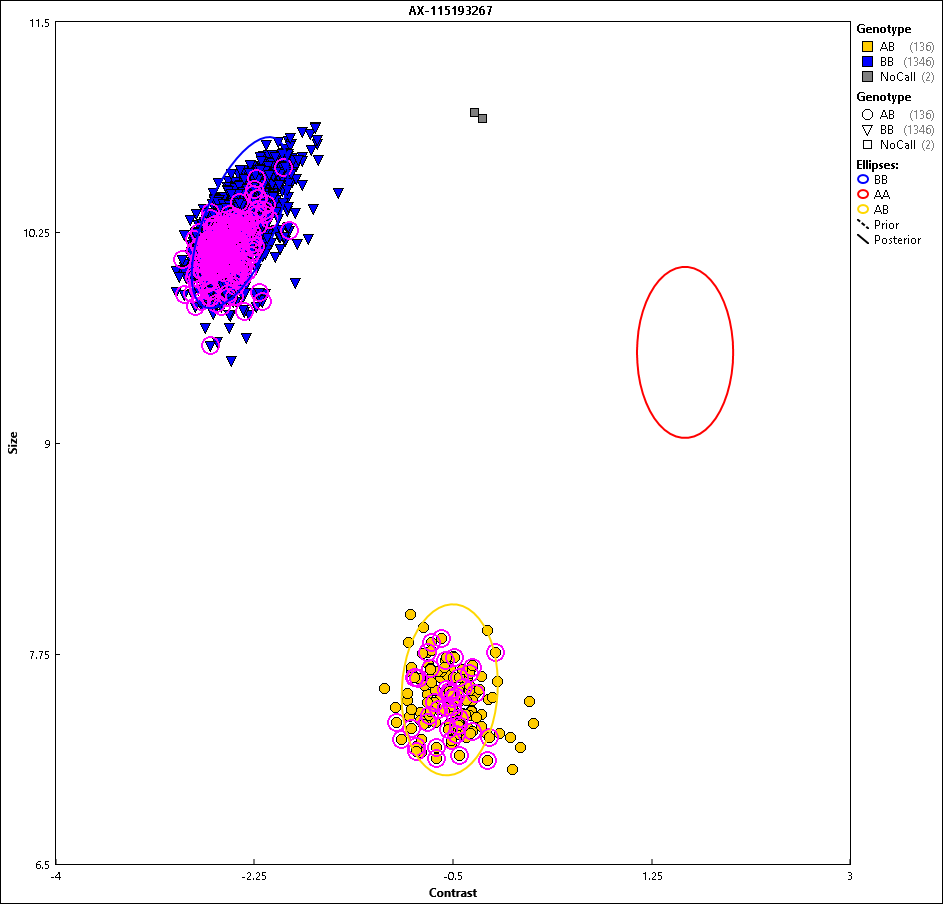 AX-115193267
11.5
10.25
9
7.75
6.5
Size
-4
-2.25
-0.5
1.25
3
Contrast
Genotype
AB (136)
BB (1346)
NoCall (2)
Genotype
AB (136)
BB (1346)
NoCall (2)
Ellipses:
BB
AA
AB
Prior
Posterior